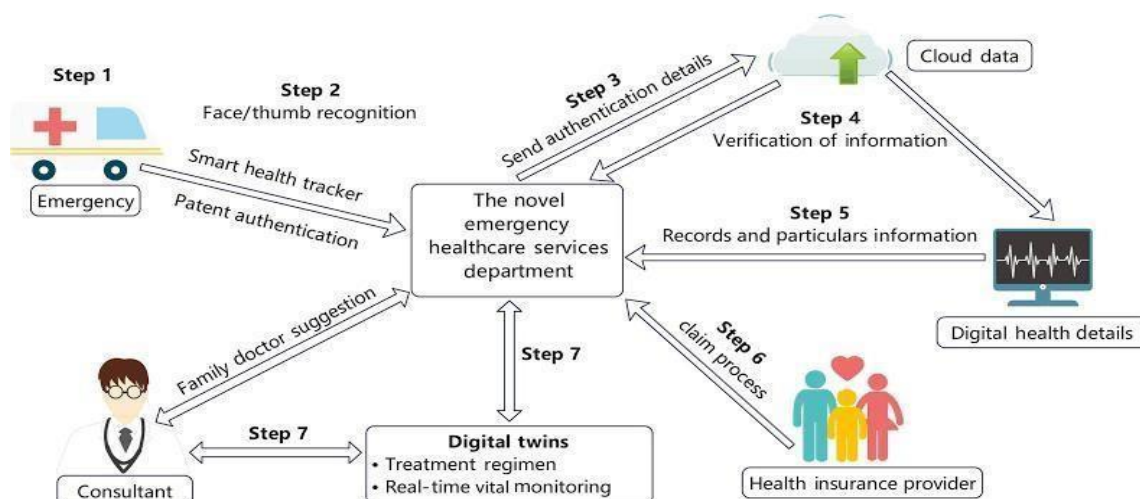 Step 1
Emergency
Step 2
Face/thumb recognition
Smart health tracker
Patent authentication
Step 3
Send authentication details
Cloud data
Step 4
Verification of information
The novel
emergency
healthcare services
department
Step 5
Records and particulars information
Digital health details
Step 6
claim process
Health insurance provider
Family doctor suggestion
Step 7
Step 7
Consultant
Digital twins
• Treatment regimen
• Real-time vital monitoring